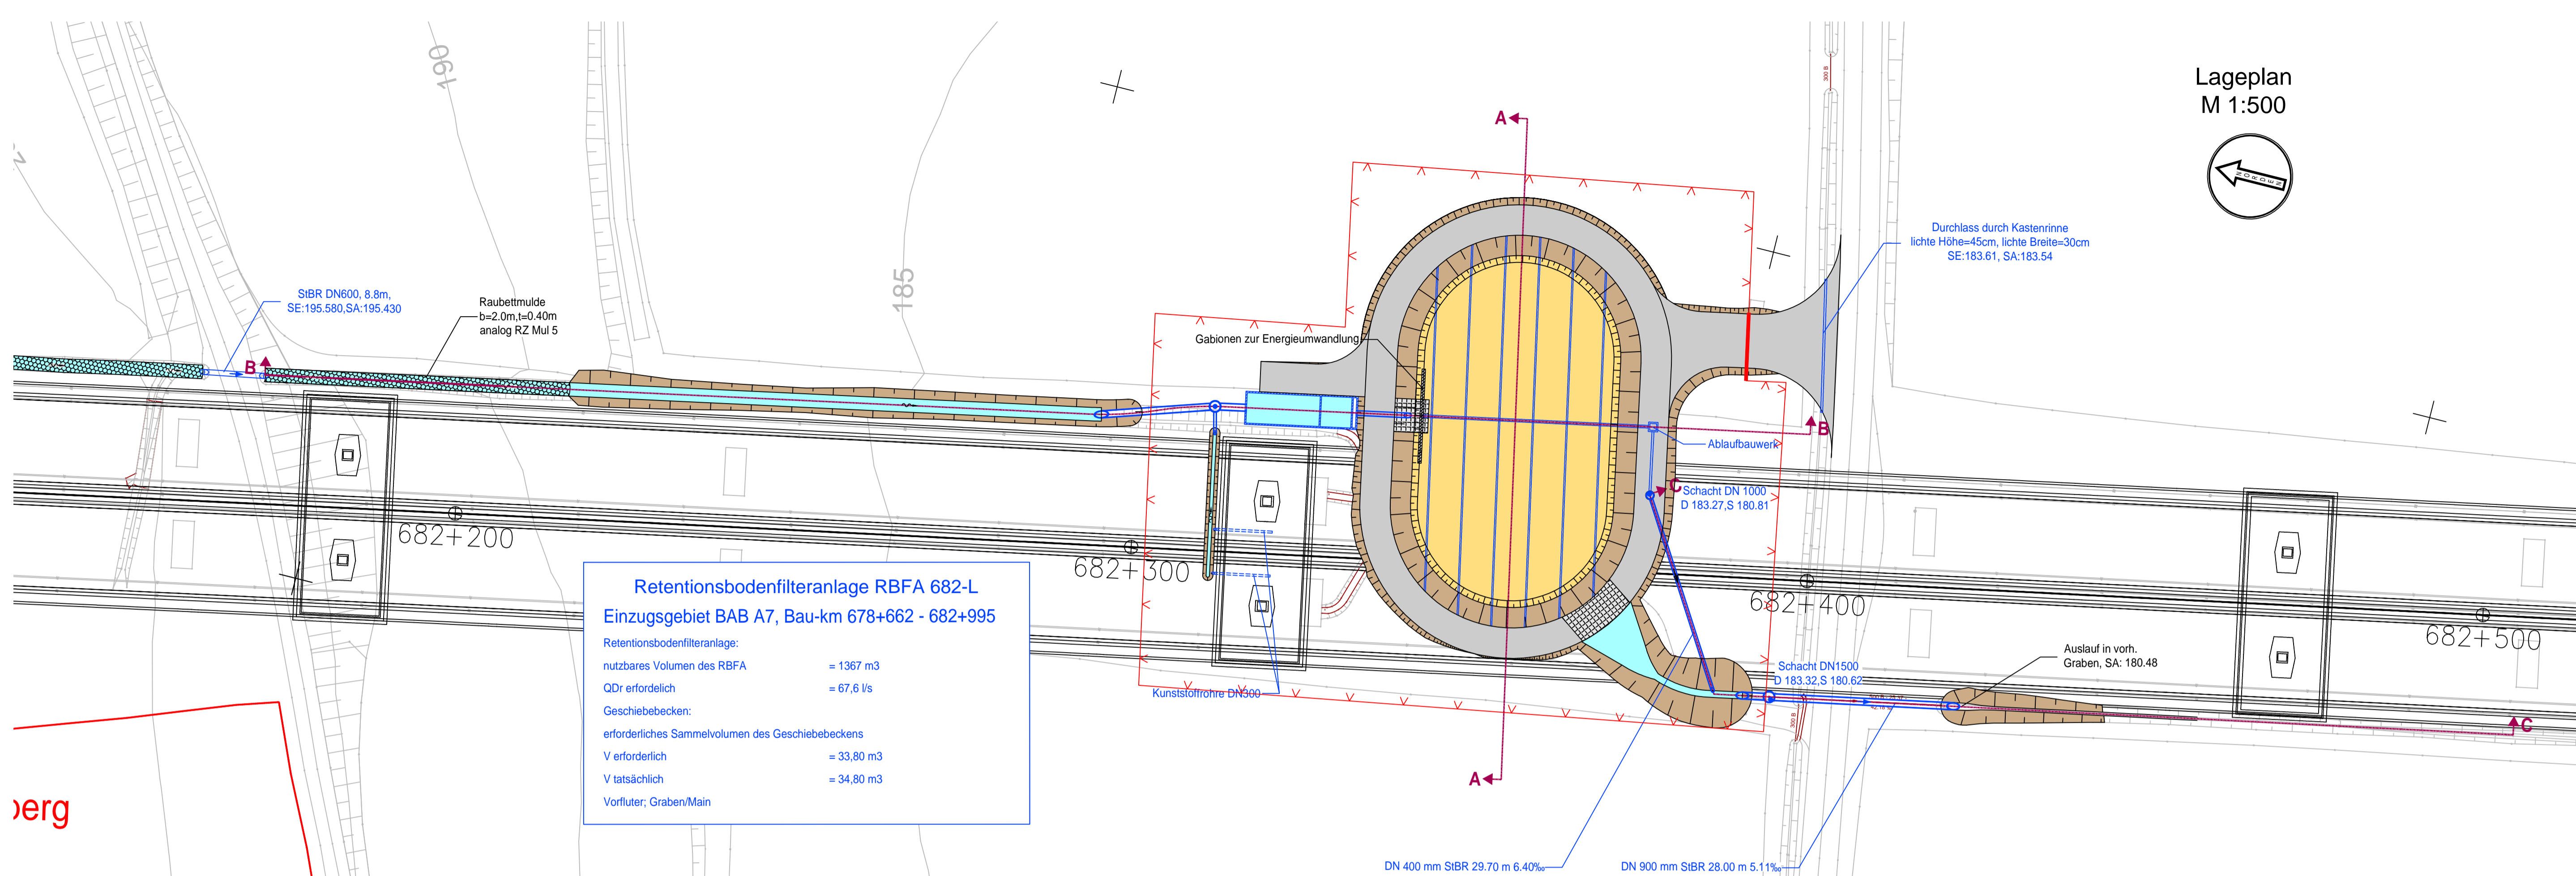 190
Lageplan
M 1:500
NORDEN
300 B
A
Durchlass durch Kastenrinne
lichte Höhe=45cm, lichte Breite=30cm
SE:183.61, SA:183.54
185
StBR DN600, 8.8m,
SE:195.580,SA:195.430
Raubettmulde
b=2.0m,t=0.40m
analog RZ Mul 5
Gabionen zur Energieumwandlung
B
B
Ablaufbauwerk
C
Schacht DN 1000
D 183.27,S 180.81
682+200
682+300
682+400
682+500
Retentionsbodenfilteranlage RBFA 682-L
Einzugsgebiet BAB A7, Bau-km 678+662 - 682+995
Retentionsbodenfilteranlage:
nutzbares Volumen des RBFA = 1367 m3
QDr erfordelich = 67,6 l/s
Geschiebebecken:
erforderliches Sammelvolumen des Geschiebebeckens
V erforderlich = 33,80 m3
V tatsächlich = 34,80 m3
Vorfluter; Graben/Main
Kunststoffrohre DN300
Schacht DN1500
D 183.32,S 180.62
Auslauf in vorh.
Graben, SA: 180.48
300 B
C
A
berg
DN 400 mm StBR 29.70 m 6.40‰
DN 900 mm StBR 28.00 m 5.11‰